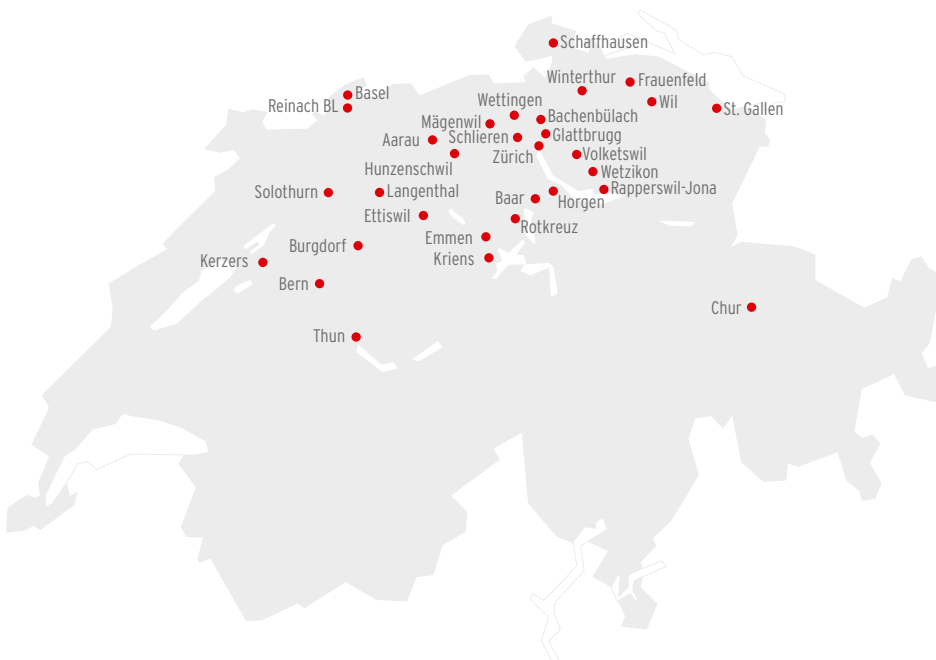 Schaffhausen
Winterthur
Frauenfeld
Basel
Wil
Reinach BL
Wettingen
St. Gallen
Bachenbülach
Mägenwil
Glattbrugg
Schlieren
Aarau
Zürich
Volketswil
Hunzenschwil
Wetzikon
Rapperswil-Jona
Solothurn
Langenthal
Baar
Horgen
Ettiswil
Rotkreuz
Emmen
Burgdorf
Kriens
Kerzers
Bern
Chur
Thun